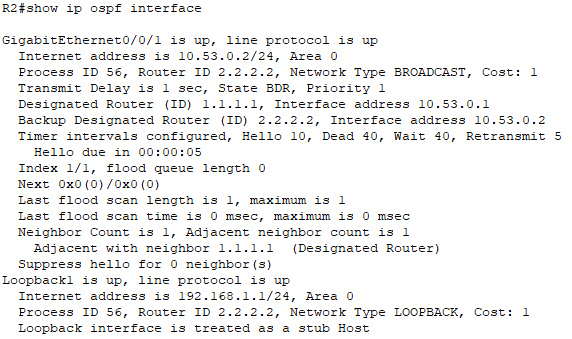 R2#show ip ospf interface

GigabitEthernet0/0/1 is up, line protocol is up
  Internet address is 10.53.0.2/24, Area 0
  Process ID 56, Router ID 2.2.2.2, Network Type BROADCAST, Cost: 1
  Transmit Delay is 1 sec, State BDR, Priority 1
  Designated Router (ID) 1.1.1.1, Interface address 10.53.0.1
  Backup Designated Router (ID) 2.2.2.2, Interface address 10.53.0.2
  Timer intervals configured, Hello 10, Dead 40, Wait 40, Retransmit 5
    Hello due in 00:00:05
  Index 1/1, flood queue length 0
  Next 0x0(0)/0x0(0)
  Last flood scan length is 1, maximum is 1
  Last flood scan time is 0 msec, maximum is 0 msec
  Neighbor Count is 1, Adjacent neighbor count is 1
    Adjacent with neighbor 1.1.1.1  (Designated Router)
  Suppress hello for 0 neighbor(s)
Loopback1 is up, line protocol is up
  Internet address is 192.168.1.1/24, Area 0
  Process ID 56, Router ID 2.2.2.2, Network Type LOOPBACK, Cost: 1
  Loopback interface is treated as a stub Host